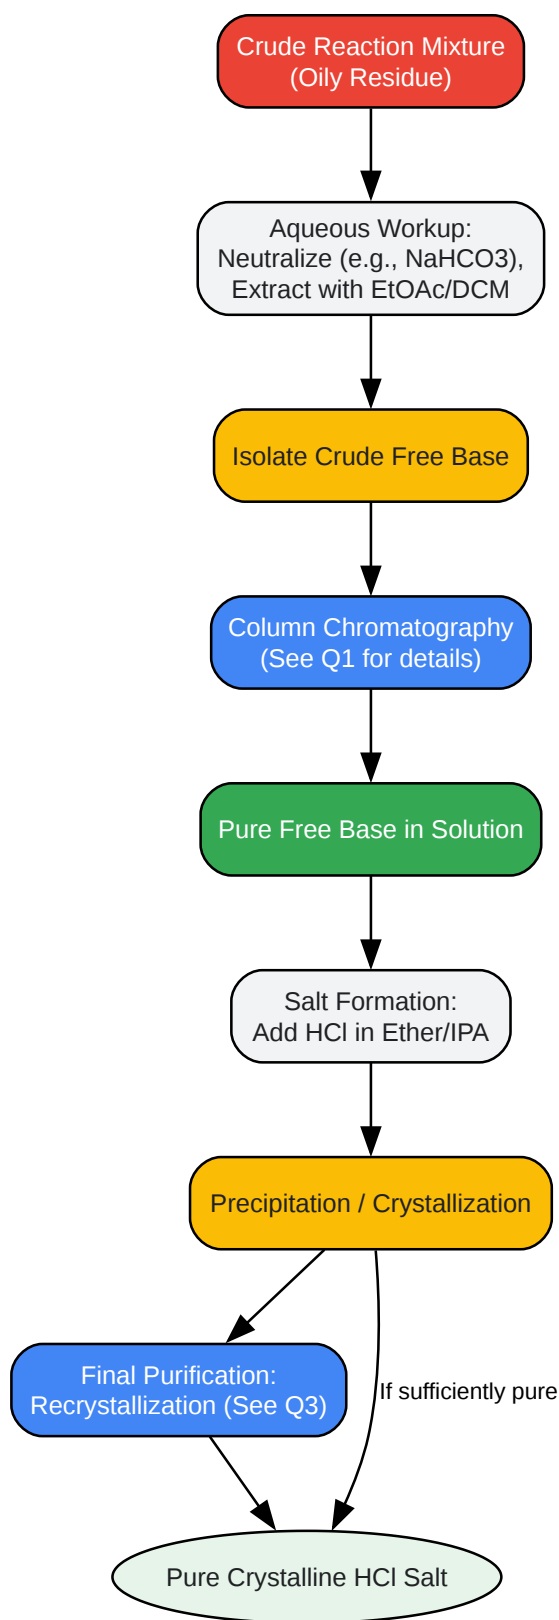 Crude Reaction Mixture
(Oily Residue)
Aqueous Workup:
Neutralize (e.g., NaHCO3),
Extract with EtOAc/DCM
Isolate Crude Free Base
Column Chromatography
(See Q1 for details)
Pure Free Base in Solution
Salt Formation:
Add HCl in Ether/IPA
Precipitation / Crystallization
Final Purification:
Recrystallization (See Q3)
If sufficiently pure
Pure Crystalline HCl Salt